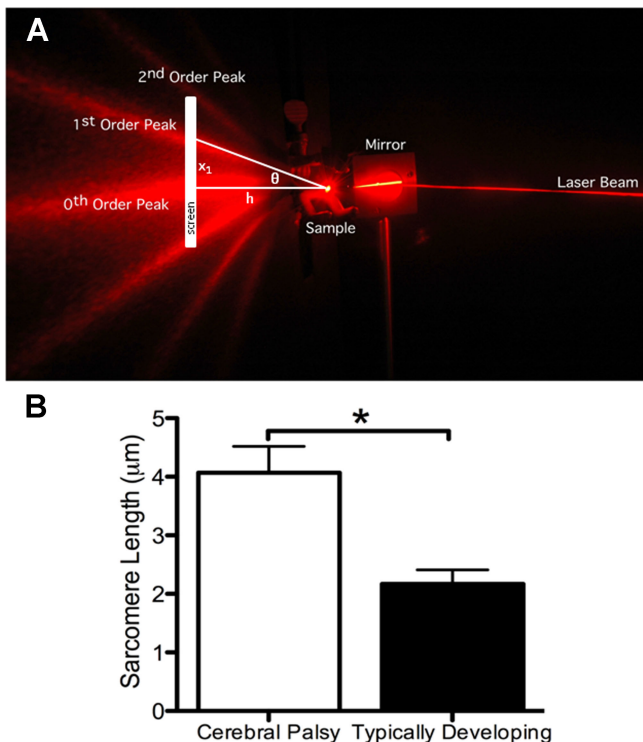 A
2nd Order Peak
1st Order Peak
Mirror
x1
θ
Laser Beam
0th Order Peak
h
screen
Sample
B
*
Sarcomere Length (μm)
5
4
3
2
1
0
Cerebral Palsy
Typically Developing